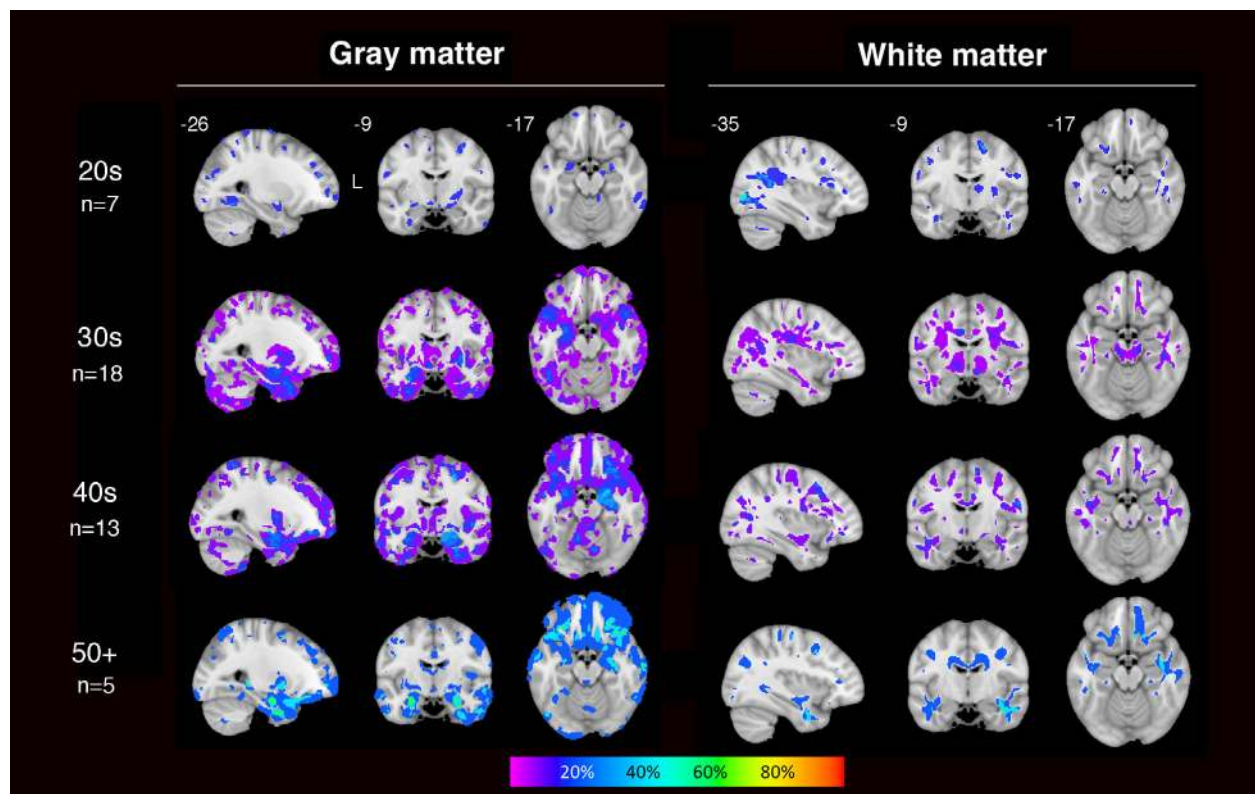 Gray matter
White matter
-26
-9
-17
-35
-9
-17
20s
n=7
L
30s
n=18
40s
n=13
50+
n=5
20% 40% 60% 80%